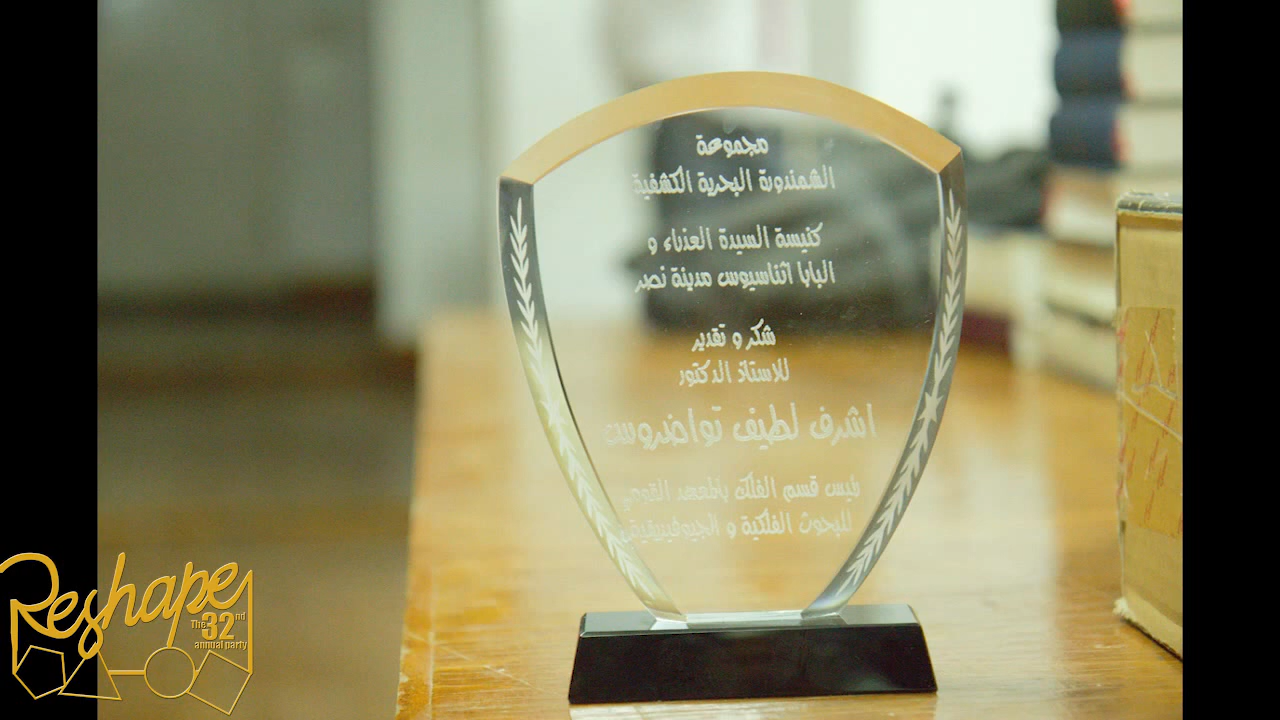 مجموعة
الشمندورة البحرية الكشفية
كنيسة السيدة العذراء و
البابا اثناسيوس مدينة نصر
شكر و تقدير
للاستاذ الدكتور
اشرف لطيف تواضروس
رئيس قسم الفلك بالمعهد القومي
للبحوث الفلكية و الجيوفيزيقية
Reshape
The 32nd
annual party